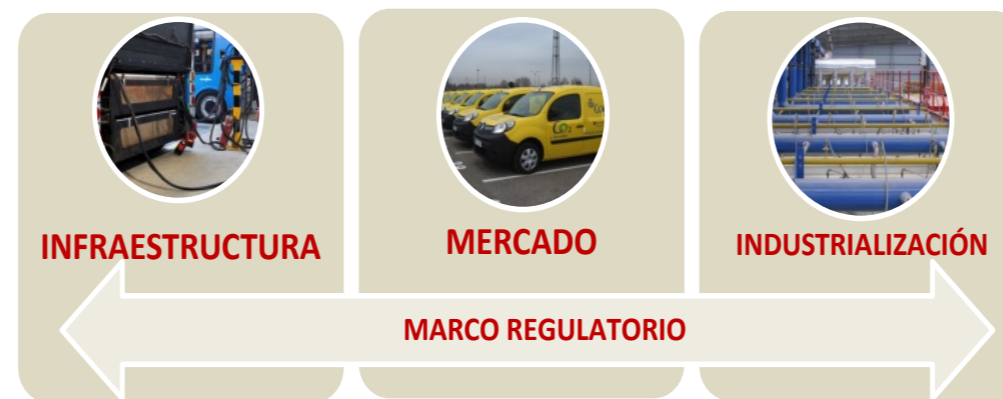 INFRAESTRUCTURA
MERCADO
INDUSTRIALIZACIÓN
MARCO REGULATORIO